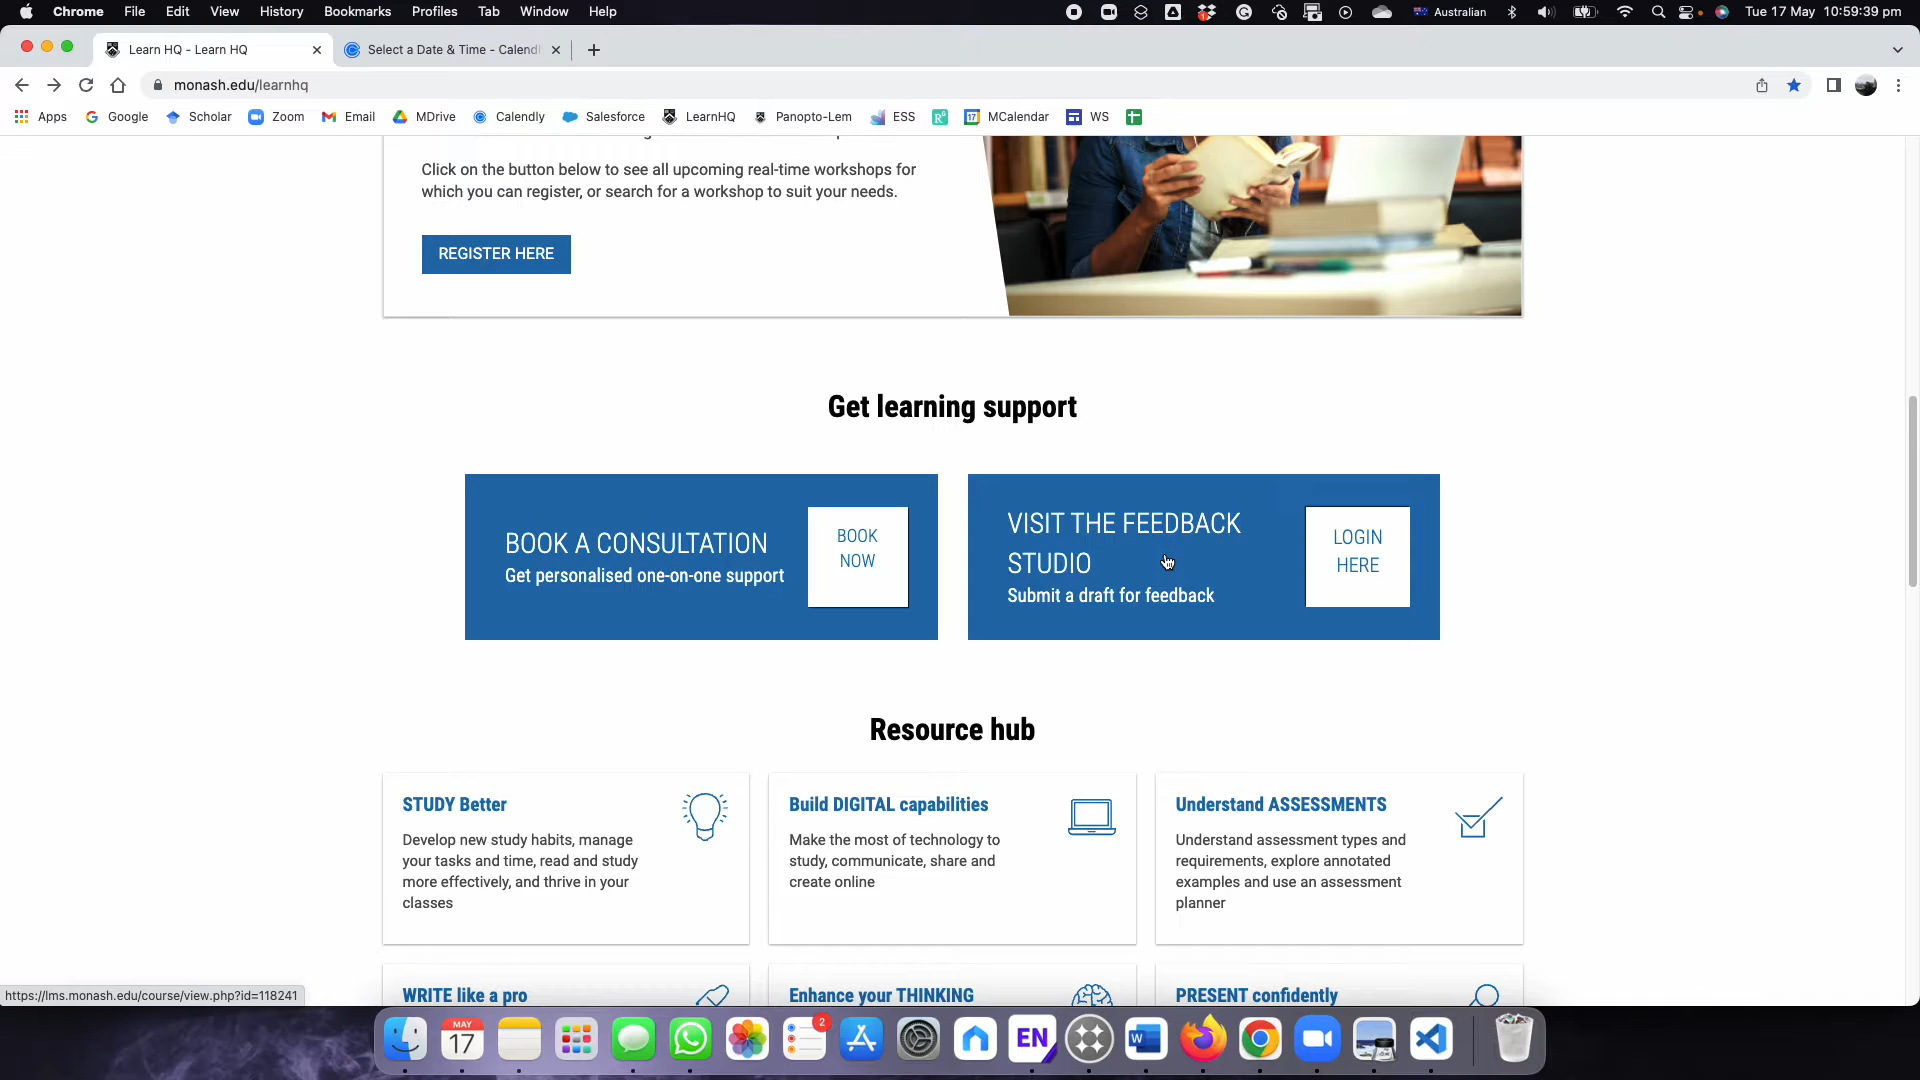 Chrome File Edit View History Bookmarks Profiles Tab Window Help
Australian Tue 17 May 10:59:39 pm
Learn HQ - Learn HQ
Select a Date & Time - Calend
monash.edu/learnhq
Apps Google Scholar Zoom Email MDrive Calendly Salesforce LearnHQ Panopto-Lem ESS MCalendar WS
Click on the button below to see all upcoming real-time workshops for
which you can register, or search for a workshop to suit your needs.
REGISTER HERE
Get learning support
BOOK A CONSULTATION
Get personalised one-on-one support
BOOK
NOW
VISIT THE FEEDBACK
STUDIO
Submit a draft for feedback
LOGIN
HERE
Resource hub
STUDY Better
Develop new study habits, manage
your tasks and time, read and study
more effectively, and thrive in your
classes
Build DIGITAL capabilities
Make the most of technology to
study, communicate, share and
create online
Understand ASSESSMENTS
Understand assessment types and
requirements, explore annotated
examples and use an assessment
planner
WRITE like a pro
Enhance your THINKING
PRESENT confidently
https://lms.monash.edu/course/view.php?id=118241
MAY
17
2
EN
W